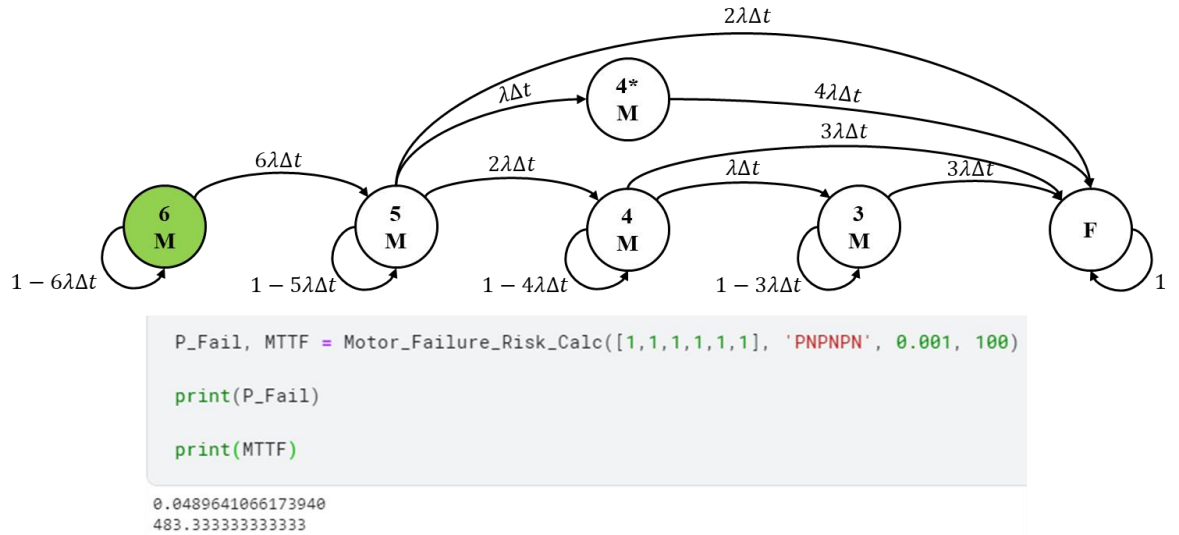 2λΔt
4*
M
λΔt
4λΔt
3λΔt
6λΔt
2λΔt
λΔt
3λΔt
6
M
5
M
4
M
3
M
F
1 − 6λΔt
1 − 5λΔt
1 − 4λΔt
1 − 3λΔt
1
P_Fail, MTTF = Motor_Failure_Risk_Calc([1,1,1,1,1,1], 'PNPNPN', 0.001, 100)
print(P_Fail)
print(MTTF)
0.0489641066173940
483.333333333333